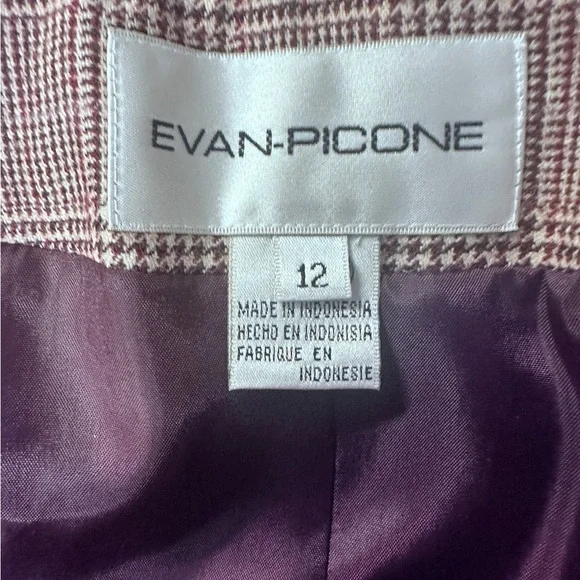 EVAN-PICONE
12
MADE IN INDONESIA
HECHO EN INDONISIA
FABRIQUE EN
INDONESIE